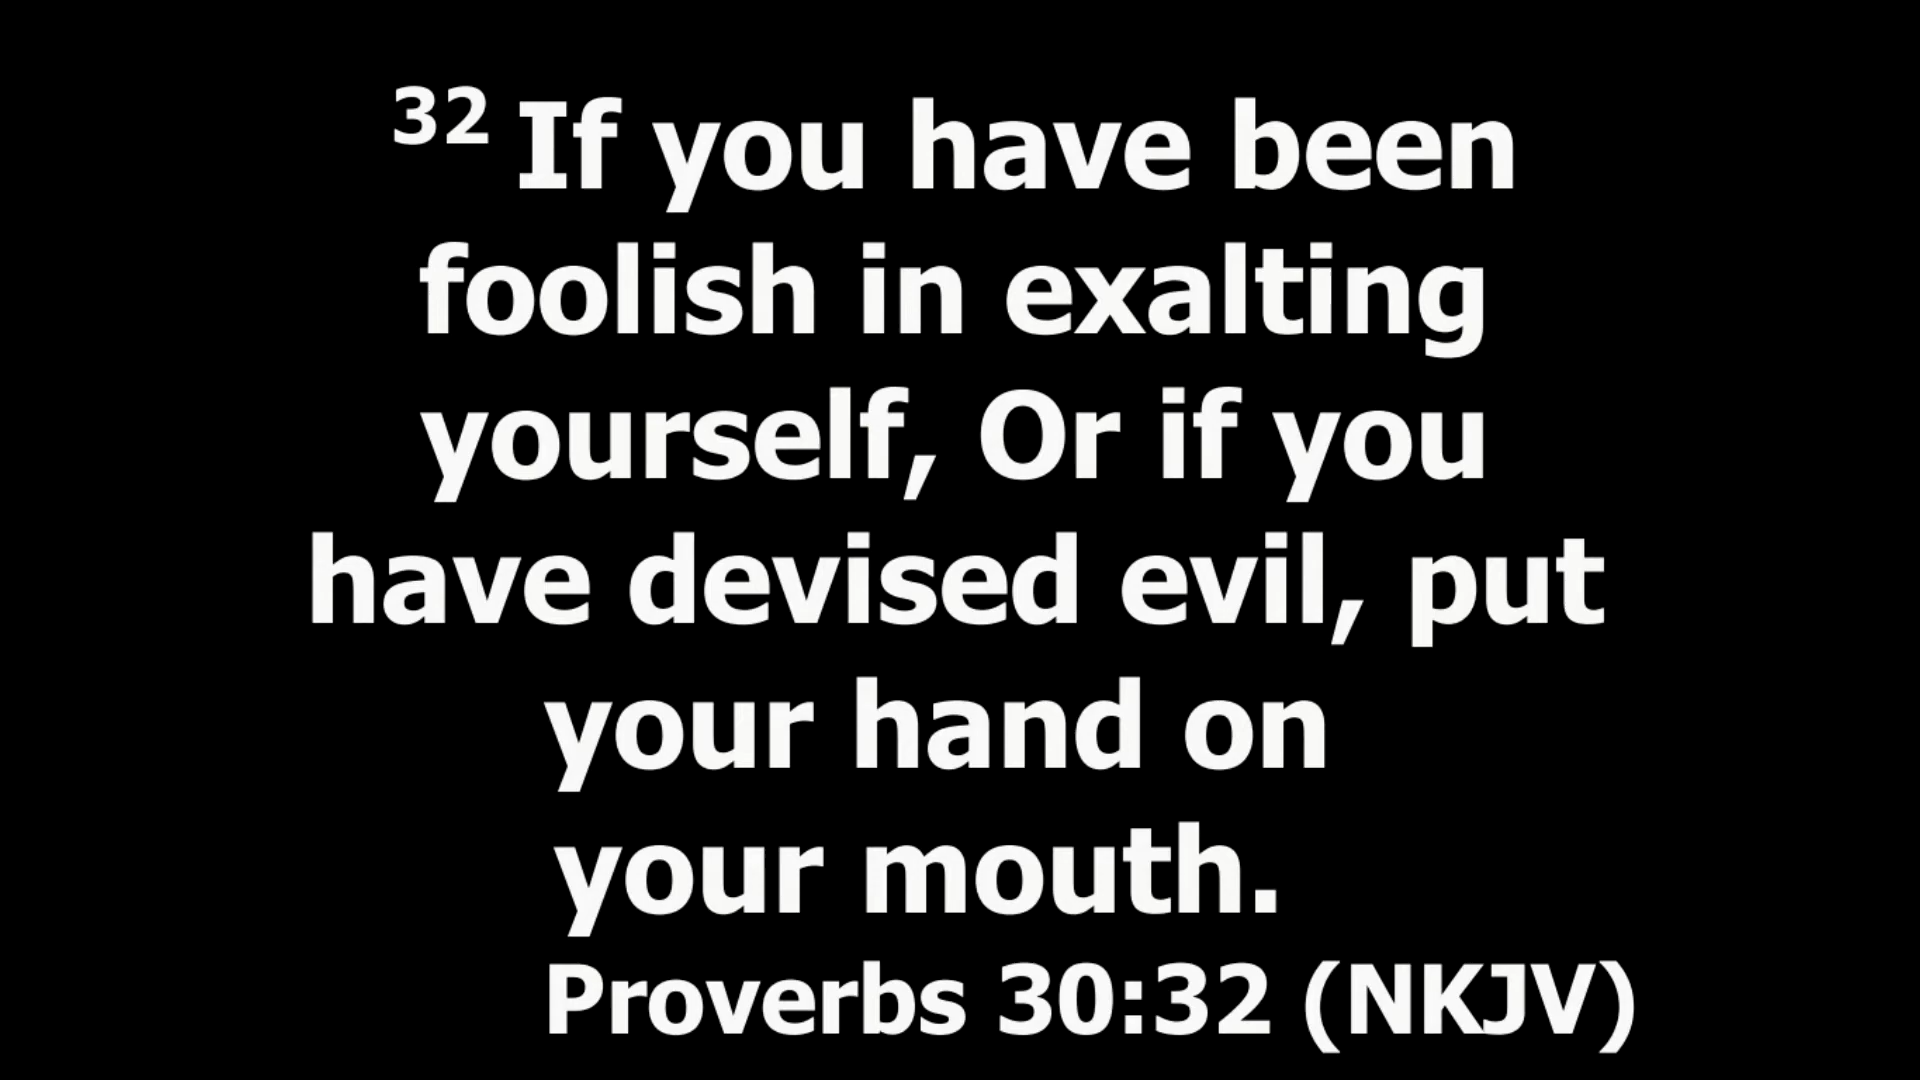 32 If you have been
foolish in exalting
yourself, Or if you
have devised evil, put
your hand on
your mouth.
Proverbs 30:32 (NKJV)